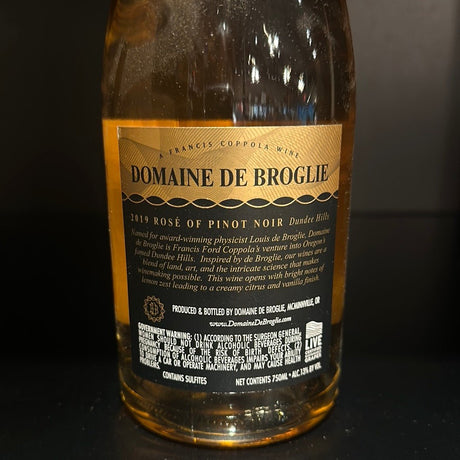 A FRANCIS COPPOLA WINE
DOMAINE DE BROGLIE
2019 ROSÉ OF PINOT NOIR Dundee Hills
Named for award-winning physicist Louis de Broglie, Domaine
de Broglie is Francis Ford Coppola's venture into Oregon's
famed Dundee Hills. Inspired by de Broglie, our wines are a
blend of land, art, and the intricate science that makes
winemaking possible. This wine opens with bright notes of
lemon zest leading to a creamy citrus and vanilla finish.
PRODUCED & BOTTLED BY DOMAINE DE BROGLIE, MCMINNVILLE, OR
www.DomaineDeBroglie.com
GOVERNMENT WARNING: (1) ACCORDING TO THE SURGEON GENERAL,
WOMEN SHOULD NOT DRINK ALCOHOLIC BEVERAGES DURING
PREGNANCY BECAUSE OF THE RISK OF BIRTH DEFECTS. (2)
CONSUMPTION OF ALCOHOLIC BEVERAGES IMPAIRS YOUR ABILITY
TO DRIVE A CAR OR OPERATE MACHINERY, AND MAY CAUSE HEALTH
PROBLEMS.
CONTAINS SULFITES
NET CONTENTS 750ML • ALC. 13% BY VOL.
LIVE
GRAPES